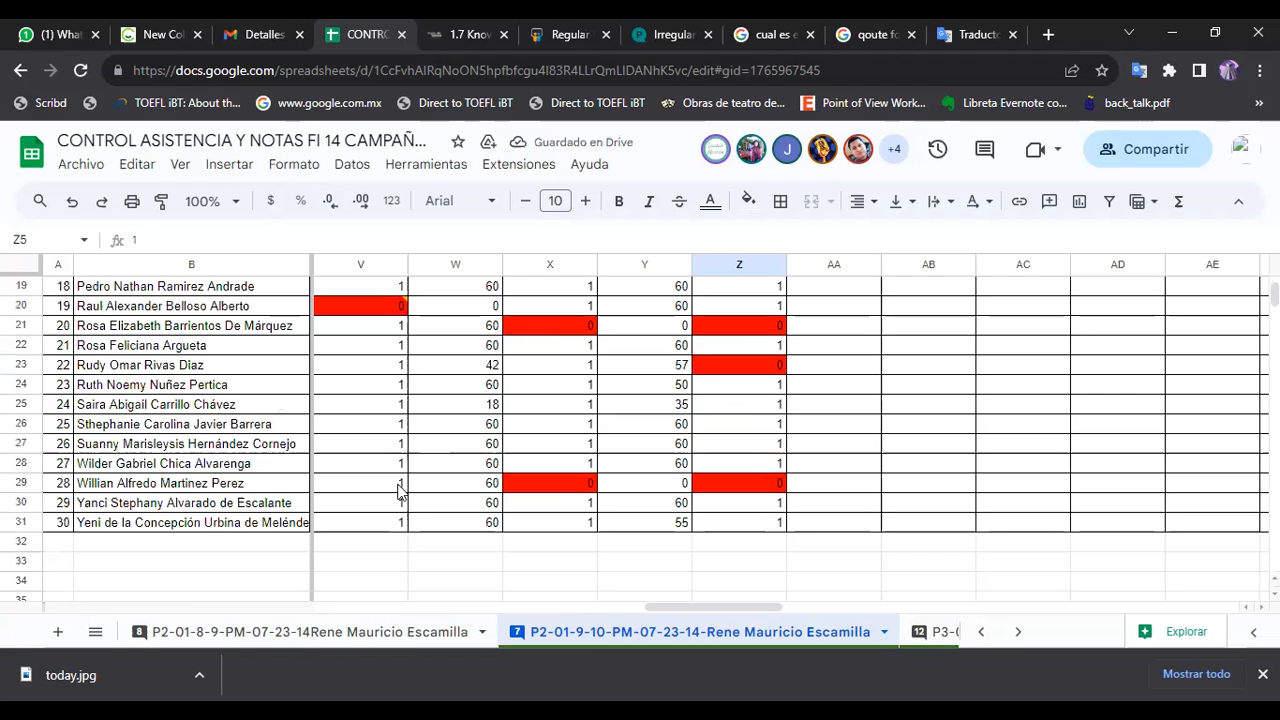 (1) What
New Col
Detalles
CONTRO
1.7 Know
Regular
Irregular
cual es e
qoute fo
Traducto
https://docs.google.com/spreadsheets/d/1CcFvhAlRqNoON5hpfbfcgu4I83R4LLrQmLIDANhK5vc/edit#gid=1765967545
Scribd
TOEFL iBT: About th...
www.google.com.mx
Direct to TOEFL iBT
Direct to TOEFL iBT
Obras de teatro de...
Point of View Work...
Libreta Evernote co...
back_talk.pdf
»
CONTROL ASISTENCIA Y NOTAS FI 14 CAMPAÑ...
Guardado en Drive
J
+4
Compartir
Archivo Editar Ver Insertar Formato Datos Herramientas Extensiones Ayuda
100% $ % .0 .00 123 Arial 10 B I A Σ
Z5 fx 1
A B V W X Y Z AA AB AC AD AE
19 18 Pedro Nathan Ramirez Andrade 1 60 1 60 1
20 19 Raul Alexander Belloso Alberto 0 0 1 60 1
21 20 Rosa Elizabeth Barrientos De Márquez 1 60 0 0 0
22 21 Rosa Feliciana Argueta 1 60 1 60 1
23 22 Rudy Omar Rivas Diaz 1 42 1 57 0
24 23 Ruth Noemy Nuñez Pertica 1 60 1 50 1
25 24 Saira Abigail Carrillo Chávez 1 18 1 35 1
26 25 Sthephanie Carolina Javier Barrera 1 60 1 60 1
27 26 Suanny Marisleysis Hernández Cornejo 1 60 1 60 1
28 27 Wilder Gabriel Chica Alvarenga 1 60 1 60 1
29 28 Willian Alfredo Martinez Perez 1 60 0 0 0
30 29 Yanci Stephany Alvarado de Escalante 1 60 1 60 1
31 30 Yeni de la Concepción Urbina de Melénde 1 60 1 55 1
32
33
34
35
8 P2-01-8-9-PM-07-23-14Rene Mauricio Escamilla
7 P2-01-9-10-PM-07-23-14-Rene Mauricio Escamilla
12 P3-0
Explorar
today.jpg
Mostrar todo